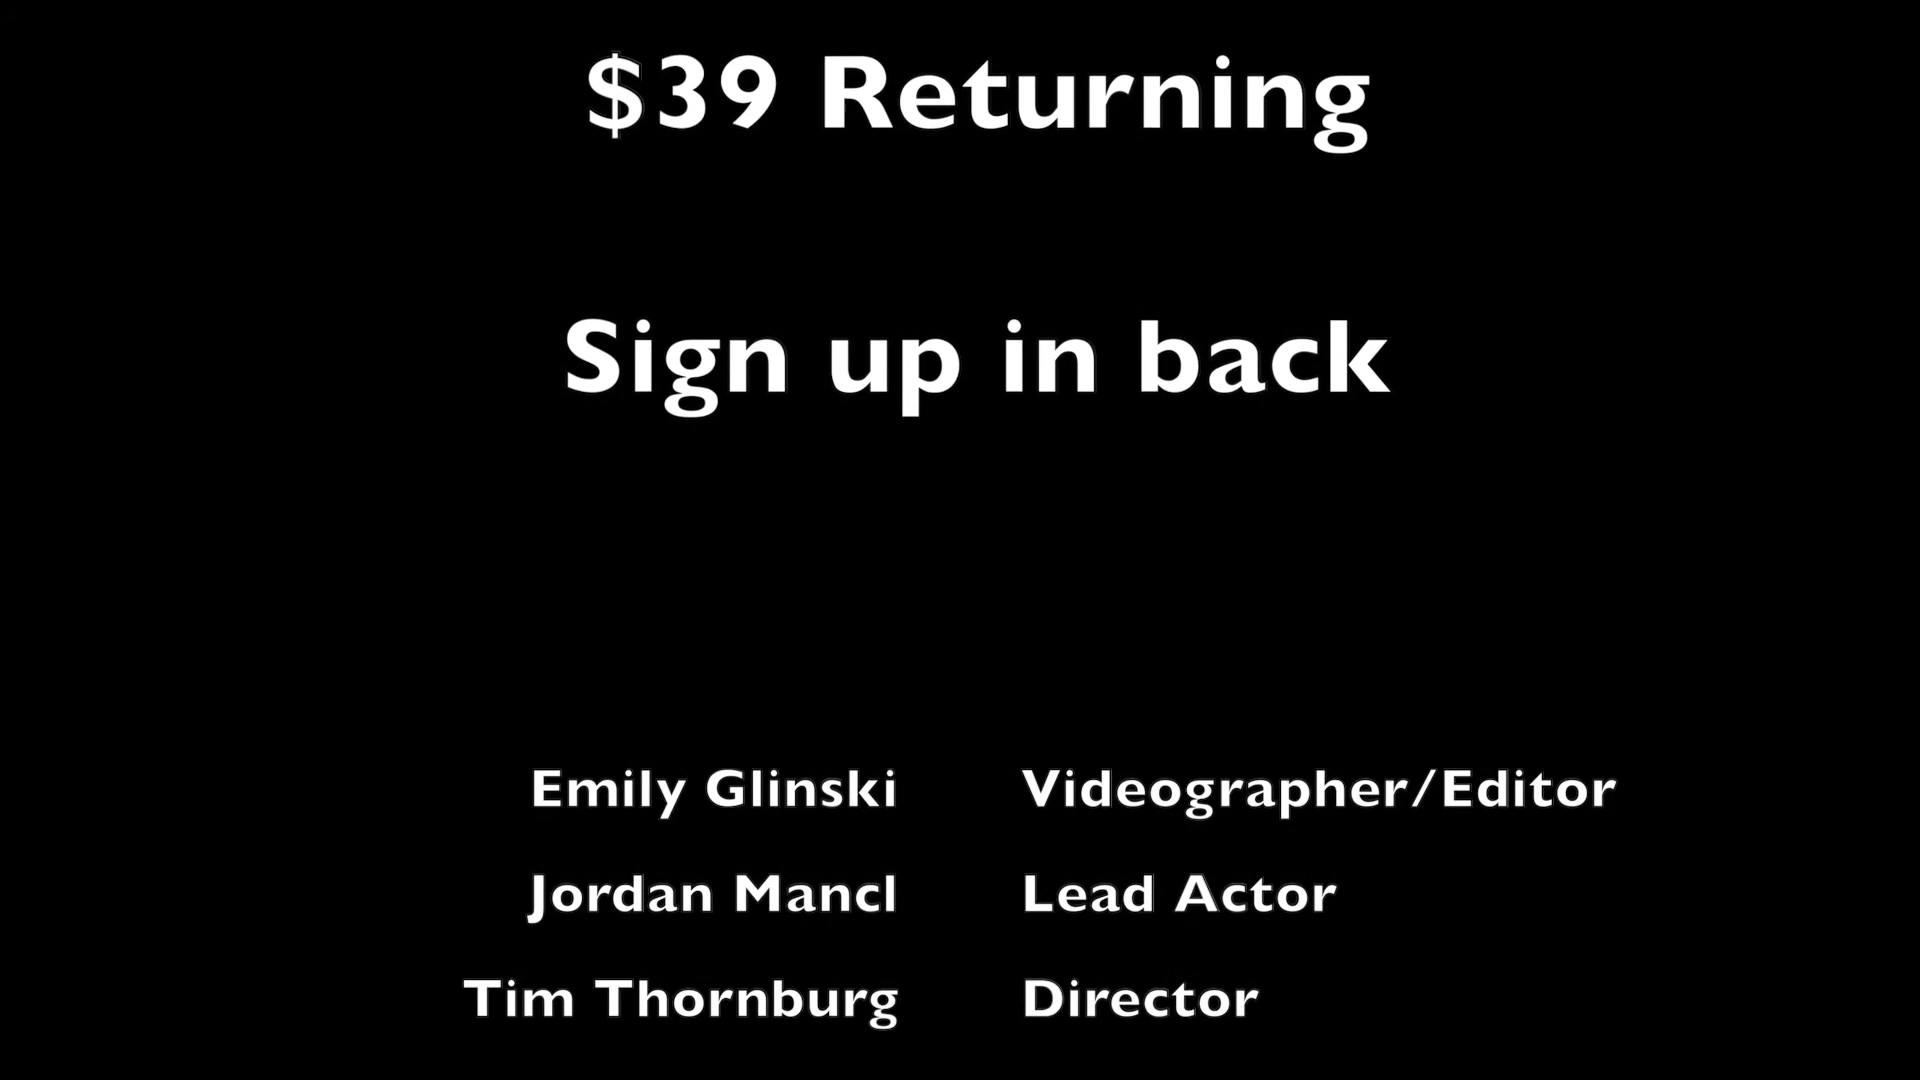 $39 Returning
Sign up in back
Emily Glinski Videographer/Editor
Jordan Mancl Lead Actor
Tim Thornburg Director